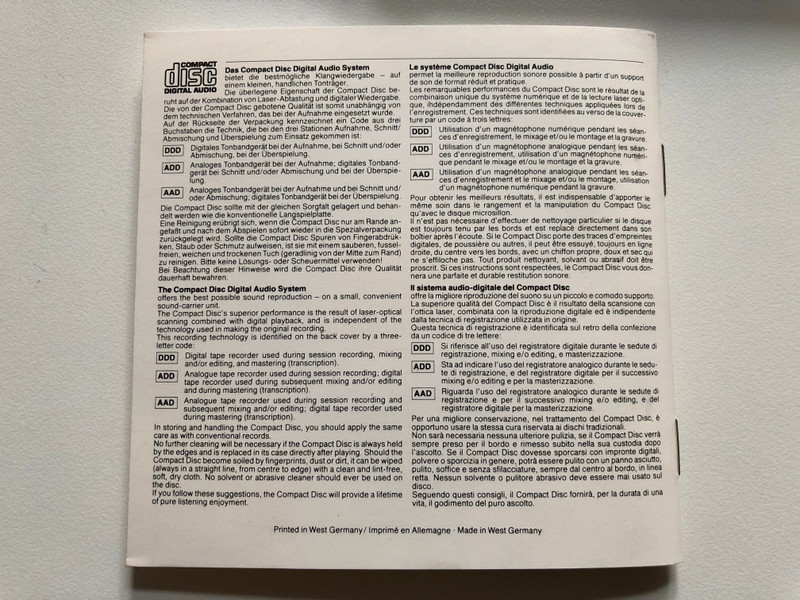 COMPACT
disc
DIGITAL AUDIO
Das Compact Disc Digital Audio System
bietet die bestmögliche Klangwiedergabe – auf
einem kleinen, handlichen Tonträger.
Die überlegene Eigenschaft der Compact Disc be-
ruht auf der Kombination von Laser-Abtastung und digitaler Wiedergabe.
Die von der Compact Disc gebotene Qualität ist somit unabhängig von
dem technischen Verfahren, das bei der Aufnahme eingesetzt wurde.
Auf der Rückseite der Verpackung kennzeichnet ein Code aus drei
Buchstaben die Technik, die bei den drei Stationen Aufnahme, Schnitt/
Abmischung und Überspielung zum Einsatz gekommen ist:
DDD Digitales Tonbandgerät bei der Aufnahme, bei Schnitt und/oder
Abmischung, bei der Überspielung.
ADD Analoges Tonbandgerät bei der Aufnahme; digitales Tonband-
gerät bei Schnitt und/oder Abmischung und bei der Überspie-
lung.
AAD Analoges Tonbandgerät bei der Aufnahme und bei Schnitt und/
oder Abmischung; digitales Tonbandgerät bei der Überspielung.
Die Compact Disc sollte mit der gleichen Sorgfalt gelagert und behan-
delt werden wie die konventionelle Langspielplatte.
Eine Reinigung erübrigt sich, wenn die Compact Disc nur am Rande an-
gefaßt und nach dem Abspielen sofort wieder in die Spezialverpackung
zurückgelegt wird. Sollte die Compact Disc Spuren von Fingerabdrük-
ken, Staub oder Schmutz aufweisen, ist sie mit einem sauberen, fussel-
freien, weichen und trockenen Tuch (geradlinig von der Mitte zum Rand)
zu reinigen. Bitte keine Lösungs- oder Scheuermittel verwenden!
Bei Beachtung dieser Hinweise wird die Compact Disc ihre Qualität
dauerhaft bewahren.
The Compact Disc Digital Audio System
offers the best possible sound reproduction – on a small, convenient
sound-carrier unit.
The Compact Disc's superior performance is the result of laser-optical
scanning combined with digital playback, and is independent of the
technology used in making the original recording.
This recording technology is identified on the back cover by a three-
letter code:
DDD Digital tape recorder used during session recording, mixing
and/or editing, and mastering (transcription).
ADD Analogue tape recorder used during session recording; digital
tape recorder used during subsequent mixing and/or editing
and during mastering (transcription).
AAD Analogue tape recorder used during session recording and
subsequent mixing and/or editing; digital tape recorder used
during mastering (transcription).
In storing and handling the Compact Disc, you should apply the same
care as with conventional records.
No further cleaning will be necessary if the Compact Disc is always held
by the edges and is replaced in its case directly after playing. Should the
Compact Disc become soiled by fingerprints, dust or dirt, it can be wiped
(always in a straight line, from centre to edge) with a clean and lint-free,
soft, dry cloth. No solvent or abrasive cleaner should ever be used on
the disc.
If you follow these suggestions, the Compact Disc will provide a lifetime
of pure listening enjoyment.
Le système Compact Disc Digital Audio
permet la meilleure reproduction sonore possible à partir d'un support
de son de format réduit et pratique.
Les remarquables performances du Compact Disc sont le résultat de la
combinaison unique du système numérique et de la lecture laser opti-
que, indépendamment des différentes techniques appliquées lors de
l'enregistrement. Ces techniques sont identifiées au verso de la couver-
ture par un code à trois lettres:
DDD Utilisation d'un magnétophone numérique pendant les séan-
ces d'enregistrement, le mixage et/ou le montage et la gravure.
ADD Utilisation d'un magnétophone analogique pendant les séan-
ces d'enregistrement, utilisation d'un magnétophone numéri-
que pendant le mixage et/ou le montage et la gravure.
AAD Utilisation d'un magnétophone analogique pendant les séan-
ces d'enregistrement et le mixage et/ou le montage, utilisation
d'un magnétophone numérique pendant la gravure.
Pour obtenir les meilleurs résultats, il est indispensable d'apporter le
même soin dans le rangement et la manipulation du Compact Disc
qu'avec le disque microsillon.
Il n'est pas nécessaire d'effectuer de nettoyage particulier si le disque
est toujours tenu par les bords et est replacé directement dans son
boîtier après l'écoute. Si le Compact Disc porte des traces d'empreintes
digitales, de poussière ou autres, il peut être essuyé, toujours en ligne
droite, du centre vers les bords, avec un chiffon propre, doux et sec qui
ne s'effiloche pas. Tout produit nettoyant, solvant ou abrasif doit être
proscrit. Si ces instructions sont respectées, le Compact Disc vous don-
nera une parfaite et durable restitution sonore.
Il sistema audio-digitale del Compact Disc
offre la migliore riproduzione del suono su un piccolo e comodo supporto.
La superiore qualità del Compact Disc è il risultato della scansione con
l'ottica laser, combinata con la riproduzione digitale ed è indipendente
dalla tecnica di registrazione utilizzata in origine.
Questa tecnica di registrazione è identificata sul retro della confezione
da un codice di tre lettere:
DDD Si riferisce all'uso del registratore digitale durante le sedute di
registrazione, mixing e/o editing, e masterizzazione.
ADD Sta ad indicare l'uso del registratore analogico durante le sedu-
te di registrazione, e del registratore digitale per il successivo
mixing e/o editing e per la masterizzazione.
AAD Riguarda l'uso del registratore analogico durante le sedute di
registrazione e per il successivo mixing e/o editing, e del
registratore digitale per la masterizzazione.
Per una migliore conservazione, nel trattamento del Compact Disc, è
opportuno usare la stessa cura riservata ai dischi tradizionali.
Non sarà necessaria nessuna ulteriore pulizia, se il Compact Disc verrà
sempre preso per il bordo e rimesso subito nella sua custodia dopo
l'ascolto. Se il Compact Disc dovesse sporcarsi con impronte digitali,
polvere o sporcizia in genere, potrà essere pulito con un panno asciutto,
pulito, soffice e senza sfilacciature, sempre dal centro al bordo, in linea
retta. Nessun solvente o pulitore abrasivo deve essere mai usato sul
disco.
Seguendo questi consigli, il Compact Disc fornirà, per la durata di una
vita, il godimento del puro ascolto.
Printed in West Germany / Imprimé en Allemagne · Made in West Germany